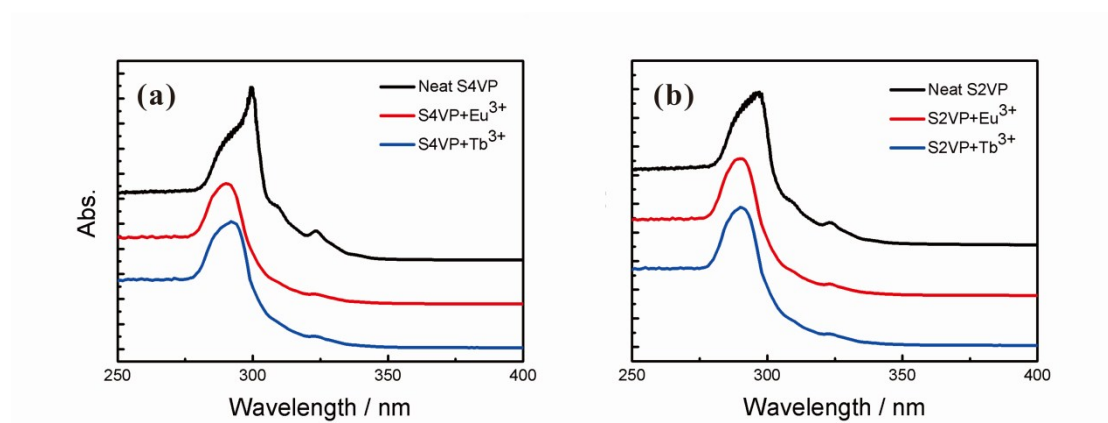 (a)
Neat S4VP
S4VP+Eu³⁺
S4VP+Tb³⁺
Abs.
250 300 350 400
Wavelength / nm
(b)
Neat S2VP
S2VP+Eu³⁺
S2VP+Tb³⁺
250 300 350 400
Wavelength / nm